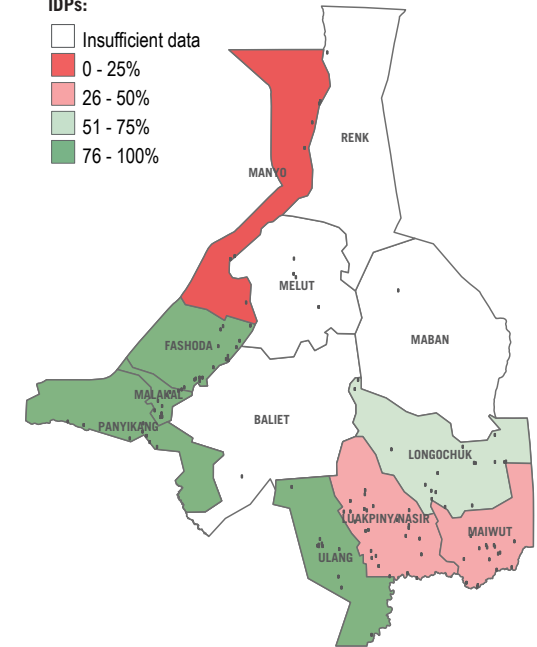 IDPs:
Insufficient data
0 - 25%
26 - 50%
51 - 75%
76 - 100%
RENK
MANYO
MELUT
MABAN
FASHODA
MALAKAL
PANYIKANG
BALIET
LONGOCHUK
LUAKPINY/NASIR
MAIWUT
ULANG